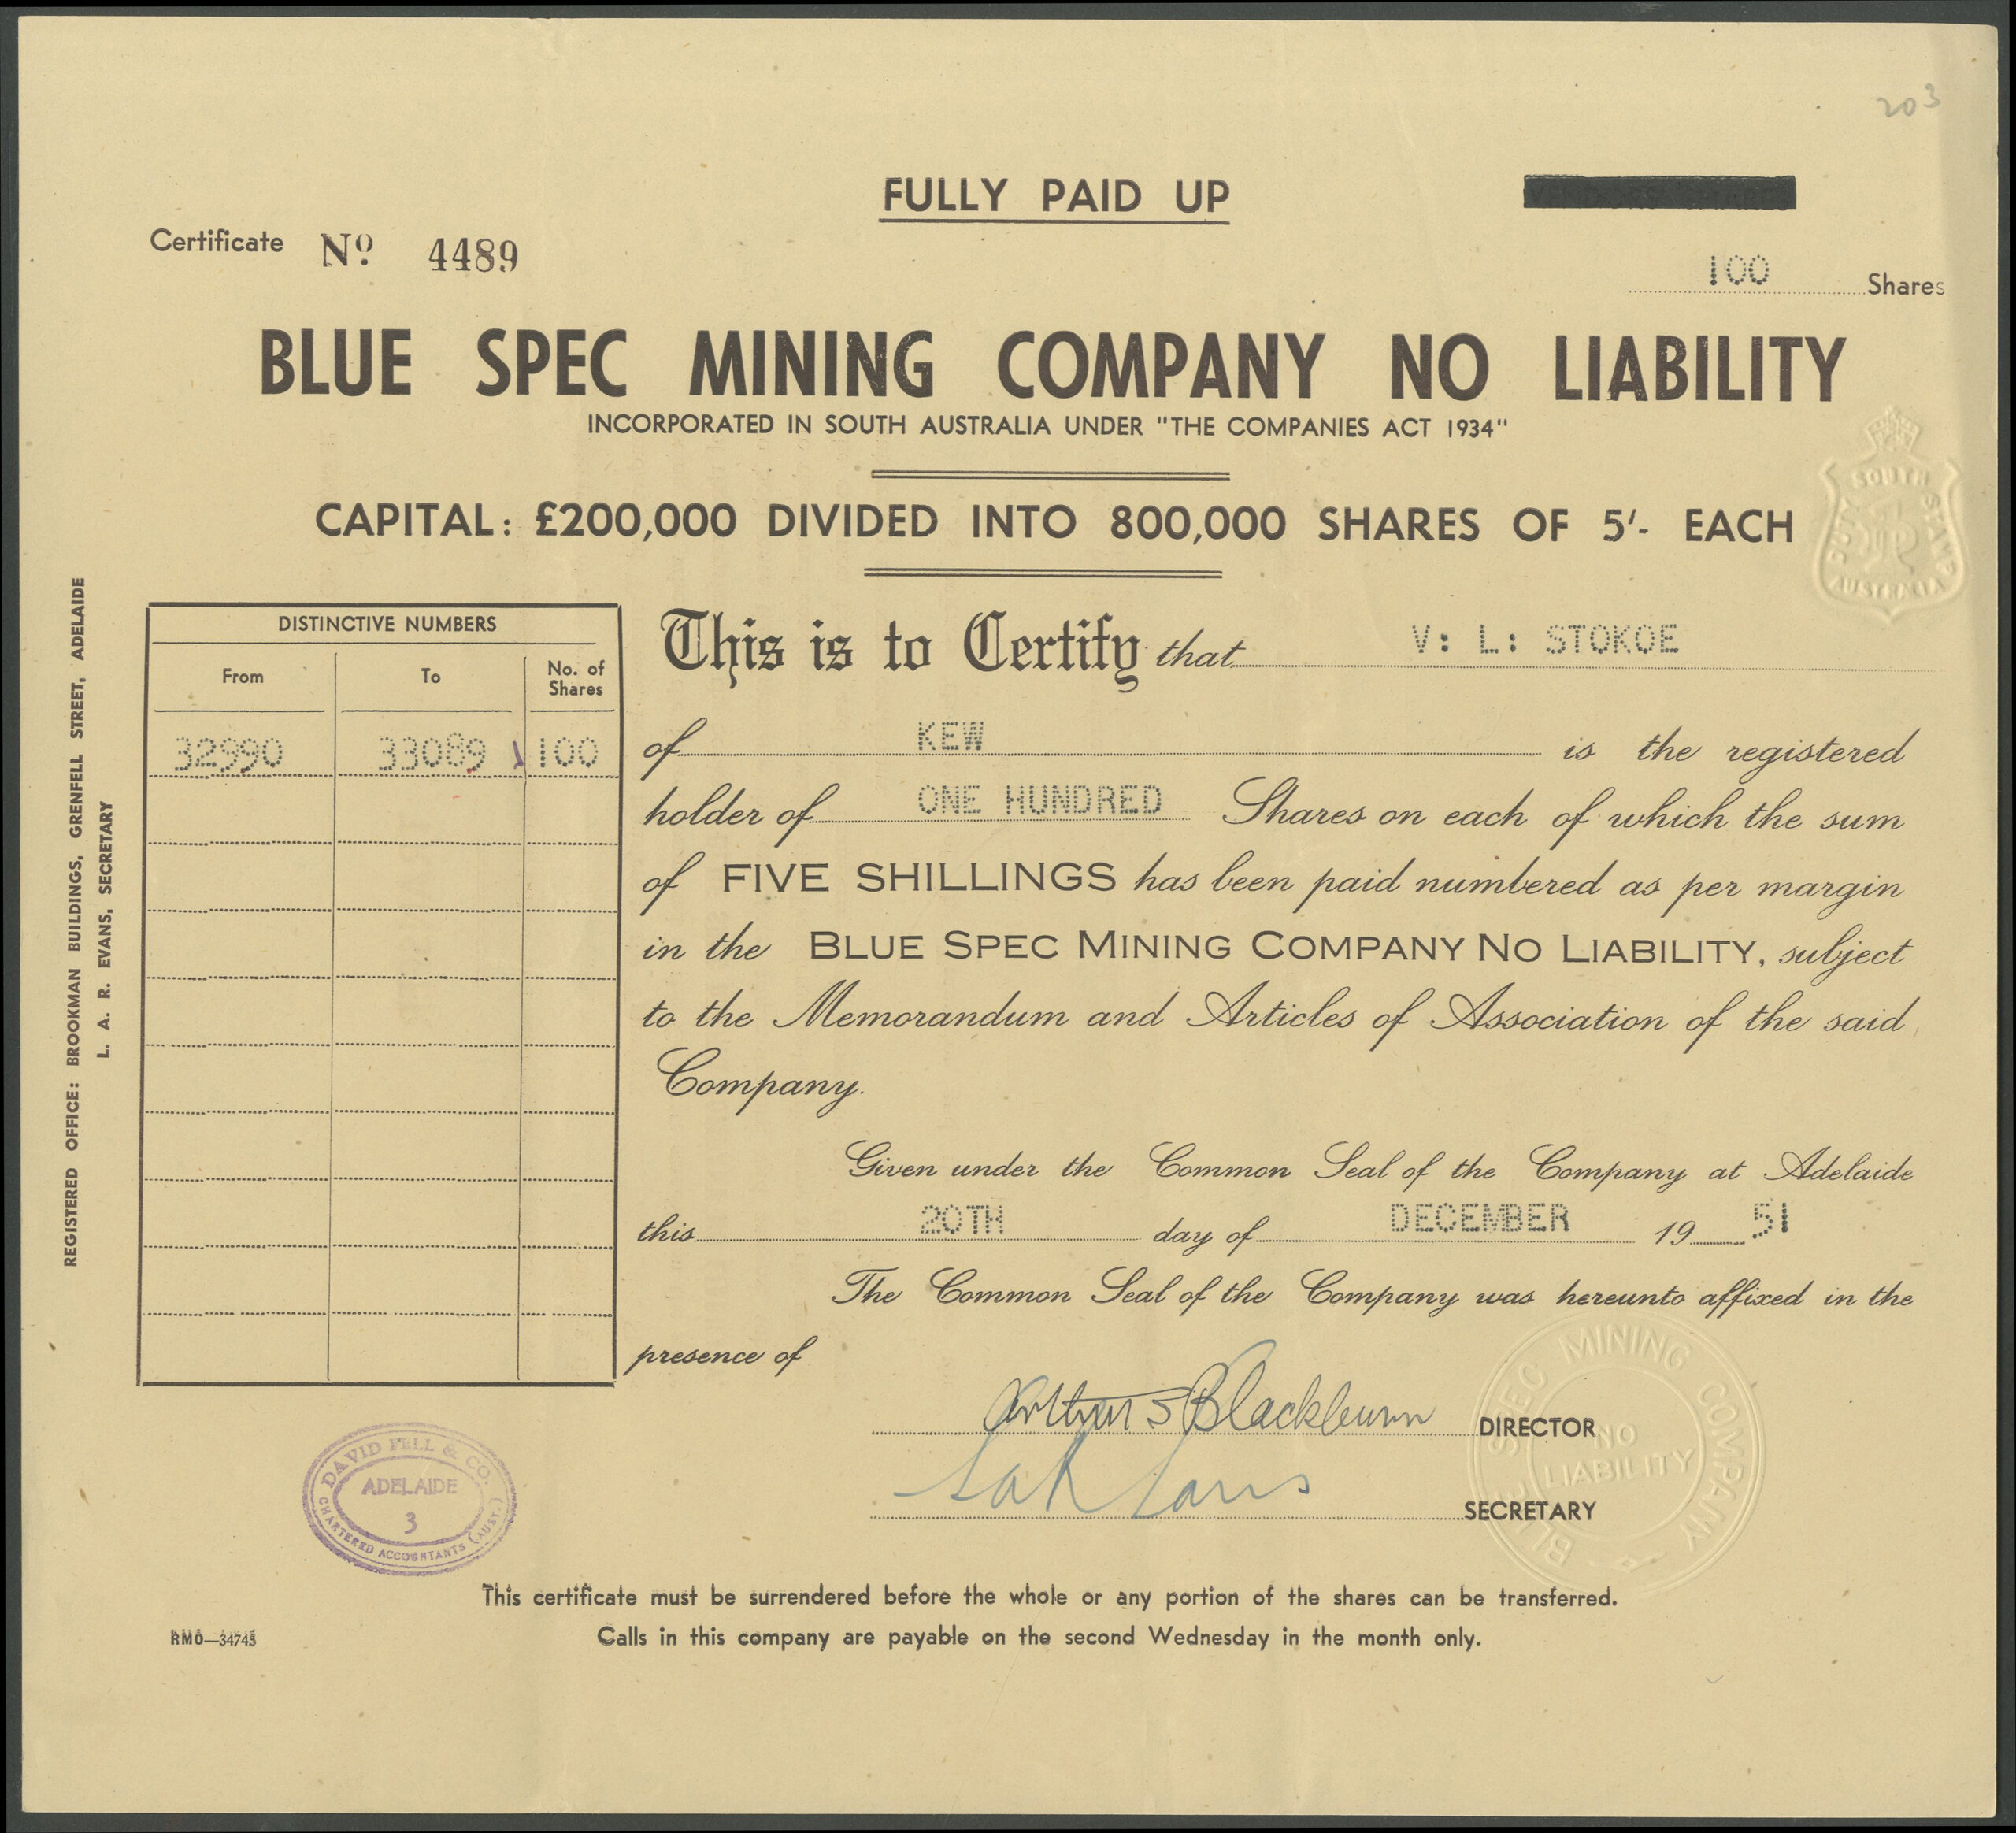 203
FULLY PAID UP
Certificate Nº 4489
100 Shares
BLUE SPEC MINING COMPANY NO LIABILITY
INCORPORATED IN SOUTH AUSTRALIA UNDER "THE COMPANIES ACT 1934"
CAPITAL: £200,000 DIVIDED INTO 800,000 SHARES OF 5/- EACH
SOUTH AUSTRALIA
STAMP DUTY
REGISTERED OFFICE: BROOKMAN BUILDINGS, GRENFELL STREET, ADELAIDE
L. A. R. EVANS, SECRETARY
DISTINCTIVE NUMBERS
From To No. of Shares
32990 33089 100
This is to Certify that V: L: STOKOE
of KEW is the registered
holder of ONE HUNDRED Shares on each of which the sum
of FIVE SHILLINGS has been paid numbered as per margin
in the BLUE SPEC MINING COMPANY NO LIABILITY, subject
to the Memorandum and Articles of Association of the said
Company.
Given under the Common Seal of the Company at Adelaide
this 20TH day of DECEMBER 1951
The Common Seal of the Company was hereunto affixed in the
presence of
Arthur S Blackburn DIRECTOR
SECRETARY
BLUE SPEC MINING COMPANY
NO LIABILITY
DAVID FELL & CO.
ADELAIDE
3
CHARTERED ACCOUNTANTS (AUST.)
This certificate must be surrendered before the whole or any portion of the shares can be transferred.
RMO—34745
Calls in this company are payable on the second Wednesday in the month only.